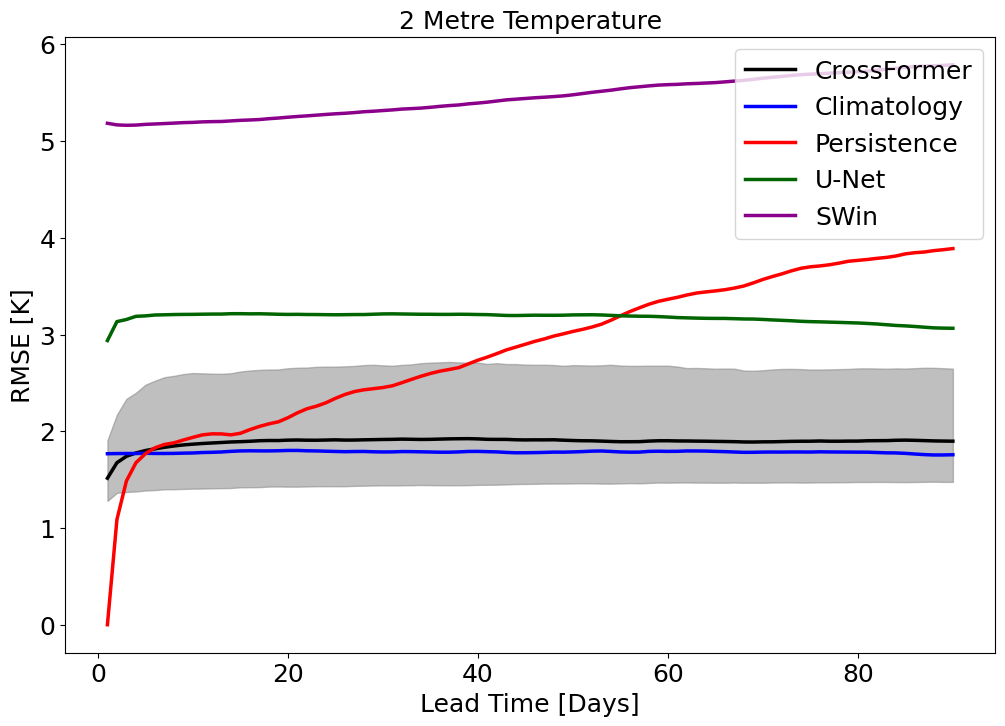 2 Metre Temperature
RMSE [K]
6
5
4
3
2
1
0
CrossFormer
Climatology
Persistence
U-Net
SWin
0 20 40 60 80
Lead Time [Days]